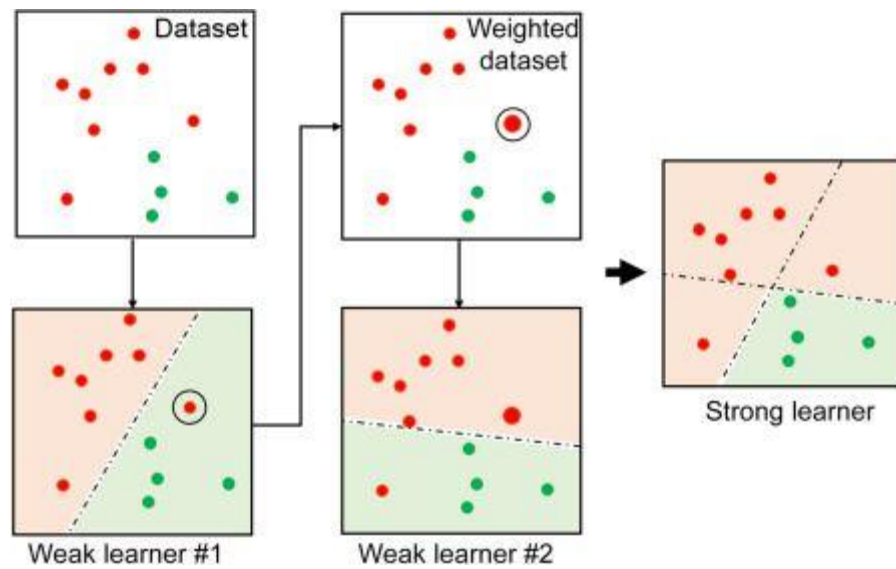 Dataset
Weighted
dataset
Weak learner #1
Weak learner #2
Strong learner